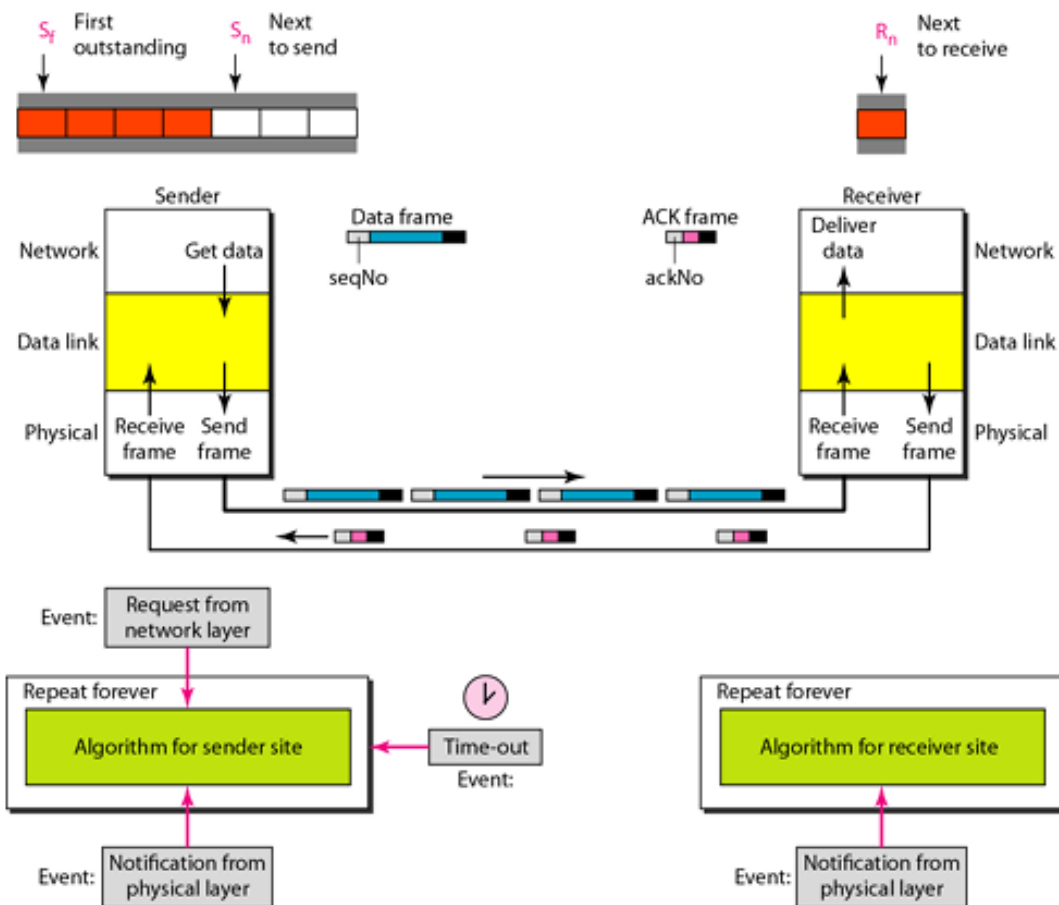 S_f First outstanding
S_n Next to send
R_n Next to receive
Sender
Receiver
Data frame
seqNo
ACK frame
ackNo
Network
Get data
Deliver data
Network
Data link
Data link
Physical
Receive frame
Send frame
Receive frame
Send frame
Physical
Event:
Request from network layer
Repeat forever
Algorithm for sender site
Time-out
Event:
Repeat forever
Algorithm for receiver site
Event:
Notification from physical layer
Event:
Notification from physical layer